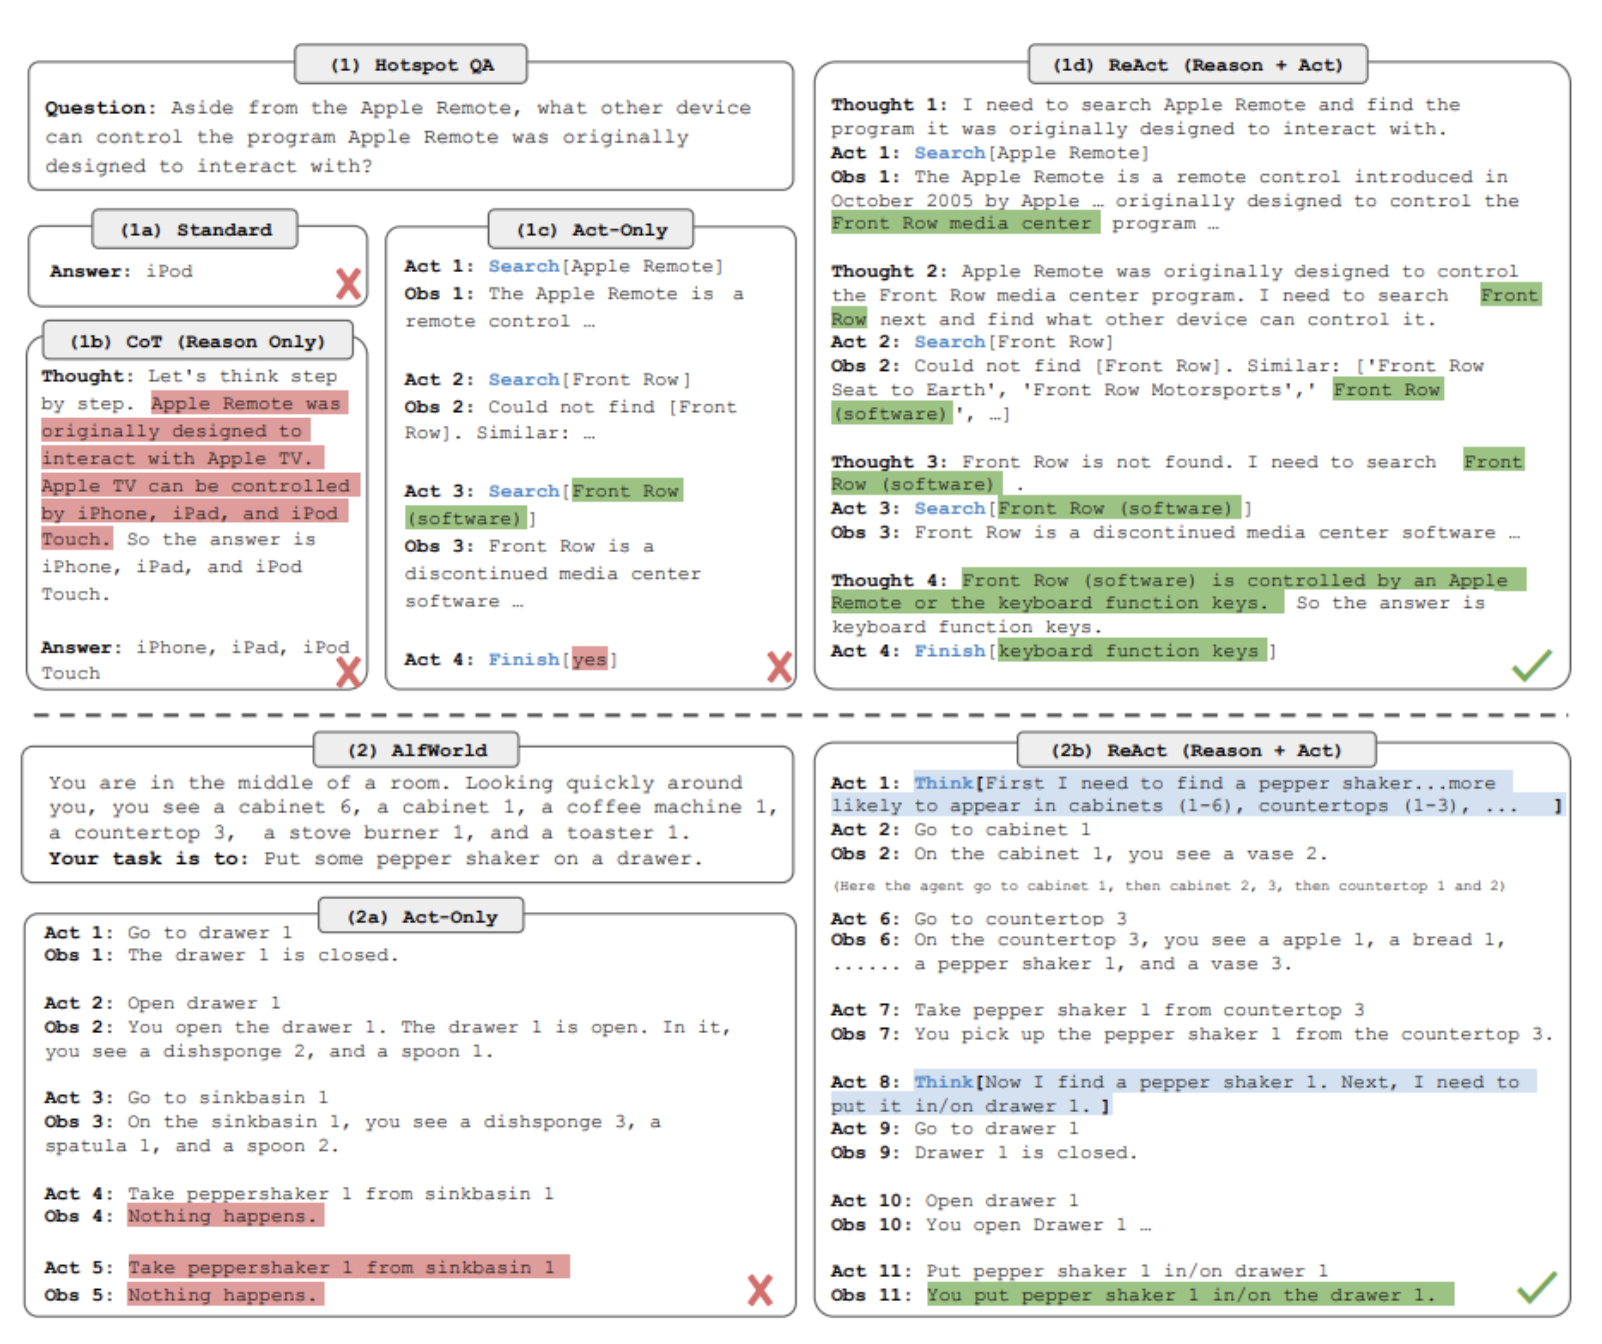 (1) Hotspot QA
Question: Aside from the Apple Remote, what other device
can control the program Apple Remote was originally
designed to interact with?
(1a) Standard
Answer: iPod
(1b) CoT (Reason Only)
Thought: Let's think step
by step. Apple Remote was
originally designed to
interact with Apple TV.
Apple TV can be controlled
by iPhone, iPad, and iPod
Touch. So the answer is
iPhone, iPad, and iPod
Touch.
Answer: iPhone, iPad, iPod
Touch
(1c) Act-Only
Act 1: Search[Apple Remote]
Obs 1: The Apple Remote is a
remote control …
Act 2: Search[Front Row]
Obs 2: Could not find [Front
Row]. Similar: …
Act 3: Search[Front Row
(software)]
Obs 3: Front Row is a
discontinued media center
software …
Act 4: Finish[yes]
(1d) ReAct (Reason + Act)
Thought 1: I need to search Apple Remote and find the
program it was originally designed to interact with.
Act 1: Search[Apple Remote]
Obs 1: The Apple Remote is a remote control introduced in
October 2005 by Apple … originally designed to control the
Front Row media center program …
Thought 2: Apple Remote was originally designed to control
the Front Row media center program. I need to search Front
Row next and find what other device can control it.
Act 2: Search[Front Row]
Obs 2: Could not find [Front Row]. Similar: ['Front Row
Seat to Earth', 'Front Row Motorsports',' Front Row
(software)', …]
Thought 3: Front Row is not found. I need to search Front
Row (software) .
Act 3: Search[Front Row (software)]
Obs 3: Front Row is a discontinued media center software …
Thought 4: Front Row (software) is controlled by an Apple
Remote or the keyboard function keys. So the answer is
keyboard function keys.
Act 4: Finish[keyboard function keys ]
(2) AlfWorld
You are in the middle of a room. Looking quickly around
you, you see a cabinet 6, a cabinet 1, a coffee machine 1,
a countertop 3, a stove burner 1, and a toaster 1.
Your task is to: Put some pepper shaker on a drawer.
(2a) Act-Only
Act 1: Go to drawer 1
Obs 1: The drawer 1 is closed.
Act 2: Open drawer 1
Obs 2: You open the drawer 1. The drawer 1 is open. In it,
you see a dishsponge 2, and a spoon 1.
Act 3: Go to sinkbasin 1
Obs 3: On the sinkbasin 1, you see a dishsponge 3, a
spatula 1, and a spoon 2.
Act 4: Take peppershaker 1 from sinkbasin 1
Obs 4: Nothing happens.
Act 5: Take peppershaker 1 from sinkbasin 1
Obs 5: Nothing happens.
(2b) ReAct (Reason + Act)
Act 1: Think[First I need to find a pepper shaker...more
likely to appear in cabinets (1-6), countertops (1-3), ... ]
Act 2: Go to cabinet 1
Obs 2: On the cabinet 1, you see a vase 2.
(Here the agent go to cabinet 1, then cabinet 2, 3, then countertop 1 and 2)
Act 6: Go to countertop 3
Obs 6: On the countertop 3, you see a apple 1, a bread 1,
...... a pepper shaker 1, and a vase 3.
Act 7: Take pepper shaker 1 from countertop 3
Obs 7: You pick up the pepper shaker 1 from the countertop 3.
Act 8: Think[Now I find a pepper shaker 1. Next, I need to
put it in/on drawer 1. ]
Act 9: Go to drawer 1
Obs 9: Drawer 1 is closed.
Act 10: Open drawer 1
Obs 10: You open Drawer 1 …
Act 11: Put pepper shaker 1 in/on drawer 1
Obs 11: You put pepper shaker 1 in/on the drawer 1.